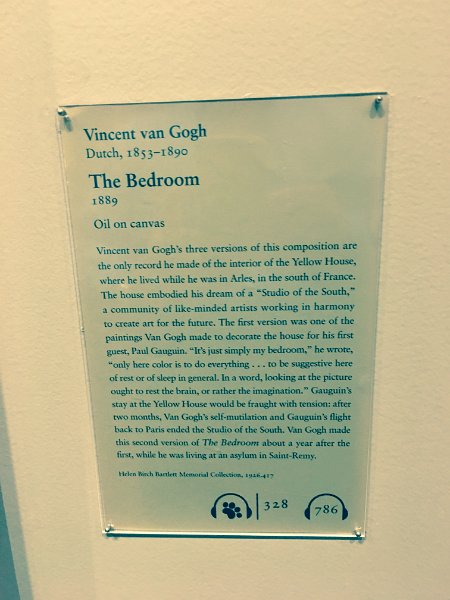 Vincent van Gogh
Dutch, 1853–1890
The Bedroom
1889
Oil on canvas
Vincent van Gogh's three versions of this composition are
the only record he made of the interior of the Yellow House,
where he lived while he was in Arles, in the south of France.
The house embodied his dream of a “Studio of the South,”
a community of like-minded artists working in harmony
to create art for the future. The first version was one of the
paintings Van Gogh made to decorate the house for his first
guest, Paul Gauguin. “It's just simply my bedroom,” he wrote,
“only here color is to do everything . . . to be suggestive here
of rest or of sleep in general. In a word, looking at the picture
ought to rest the brain, or rather the imagination.” Gauguin's
stay at the Yellow House would be fraught with tension: after
two months, Van Gogh's self-mutilation and Gauguin's flight
back to Paris ended the Studio of the South. Van Gogh made
this second version of The Bedroom about a year after the
first, while he was living at an asylum in Saint-Remy.
Helen Birch Bartlett Memorial Collection, 1926.417
328 786